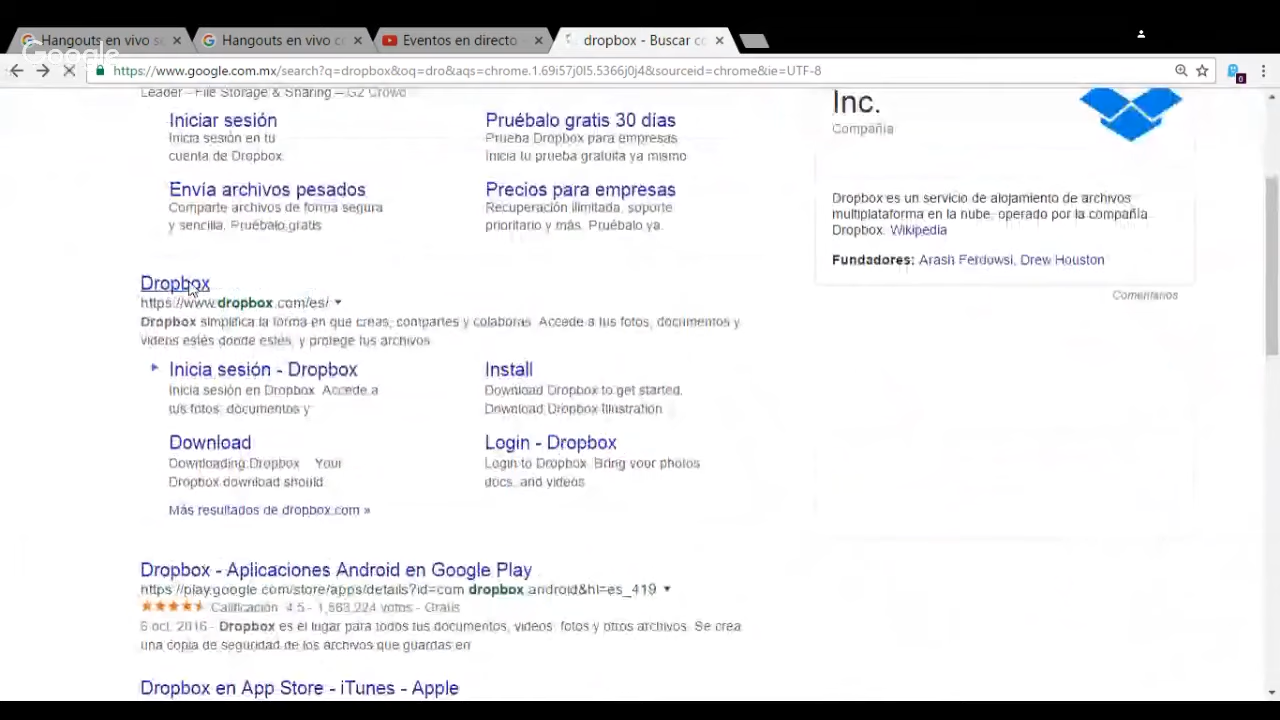 Hangouts en vivo se
Hangouts en vivo c
Eventos en directo
dropbox - Buscar co
Google
https://www.google.com.mx/search?q=dropbox&oq=dro&aqs=chrome.1.69i57j0l5.5366j0j4&sourceid=chrome&ie=UTF-8
0
Leader - File Storage & Sharing – G2 Crowd
Iniciar sesión
Inicia sesión en tu
cuenta de Dropbox.
Pruébalo gratis 30 días
Prueba Dropbox para empresas
Inicia tu prueba gratuita ya mismo
Envía archivos pesados
Comparte archivos de forma segura
y sencilla. Pruébalo gratis
Precios para empresas
Recuperación ilimitada, soporte
prioritario y más. Pruébalo ya.
Dropbox
https://www.dropbox.com/es/
Dropbox simplifica la forma en que creas, compartes y colaboras. Accede a tus fotos, documentos y
videos estés donde estés, y protege tus archivos
Inicia sesión - Dropbox
Inicia sesión en Dropbox. Accede a
tus fotos, documentos y
Install
Download Dropbox to get started.
Download Dropbox Illustration
Download
Downloading Dropbox Your
Dropbox download should
Login - Dropbox
Login to Dropbox. Bring your photos
docs, and videos
Más resultados de dropbox.com »
Dropbox - Aplicaciones Android en Google Play
https://play.google.com/store/apps/details?id=com.dropbox.android&hl=es_419
Calificación: 4.5 - 1,563,224 votos - Gratis
6 oct. 2016 - Dropbox es el lugar para todos tus documentos, videos, fotos y otros archivos. Se crea
una copia de seguridad de los archivos que guardas en
Dropbox en App Store - iTunes - Apple
Inc.
Compañía
Dropbox es un servicio de alojamiento de archivos
multiplataforma en la nube, operado por la compañía
Dropbox. Wikipedia
Fundadores: Arash Ferdowsi, Drew Houston
Comentarios